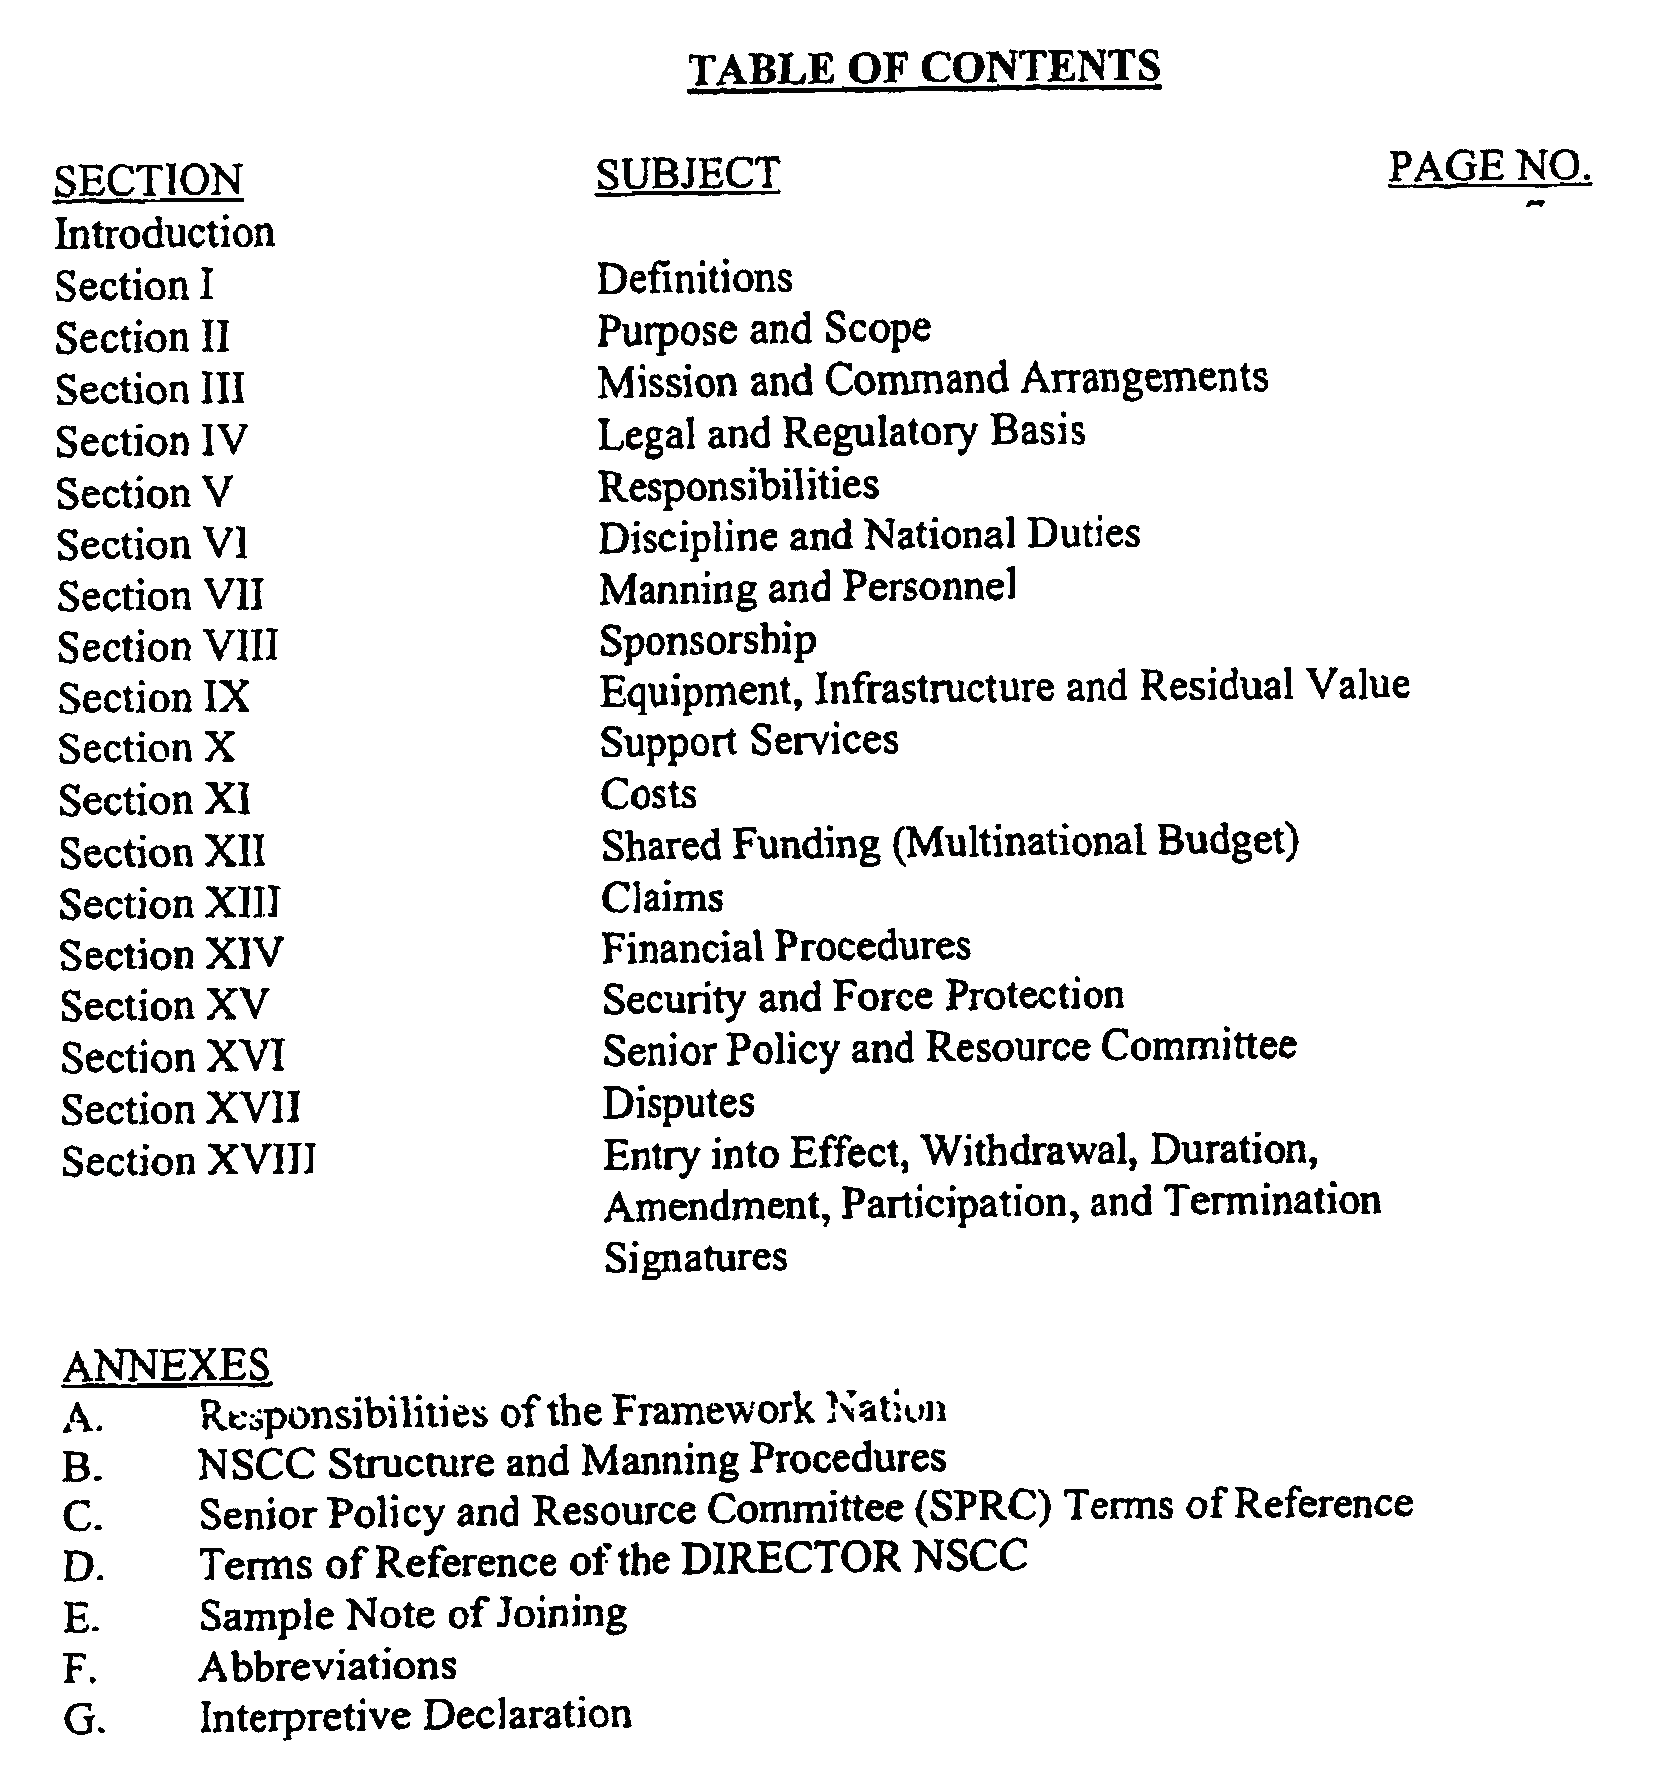 TABLE OF CONTENTS
SECTION SUBJECT PAGE NO.
Introduction
Section I Definitions
Section II Purpose and Scope
Section III Mission and Command Arrangements
Section IV Legal and Regulatory Basis
Section V Responsibilities
Section VI Discipline and National Duties
Section VII Manning and Personnel
Section VIII Sponsorship
Section IX Equipment, Infrastructure and Residual Value
Section X Support Services
Section XI Costs
Section XII Shared Funding (Multinational Budget)
Section XIII Claims
Section XIV Financial Procedures
Section XV Security and Force Protection
Section XVI Senior Policy and Resource Committee
Section XVII Disputes
Section XVIII Entry into Effect, Withdrawal, Duration,
Amendment, Participation, and Termination
Signatures
ANNEXES
A. Responsibilities of the Framework Nation
B. NSCC Structure and Manning Procedures
C. Senior Policy and Resource Committee (SPRC) Terms of Reference
D. Terms of Reference of the DIRECTOR NSCC
E. Sample Note of Joining
F. Abbreviations
G. Interpretive Declaration